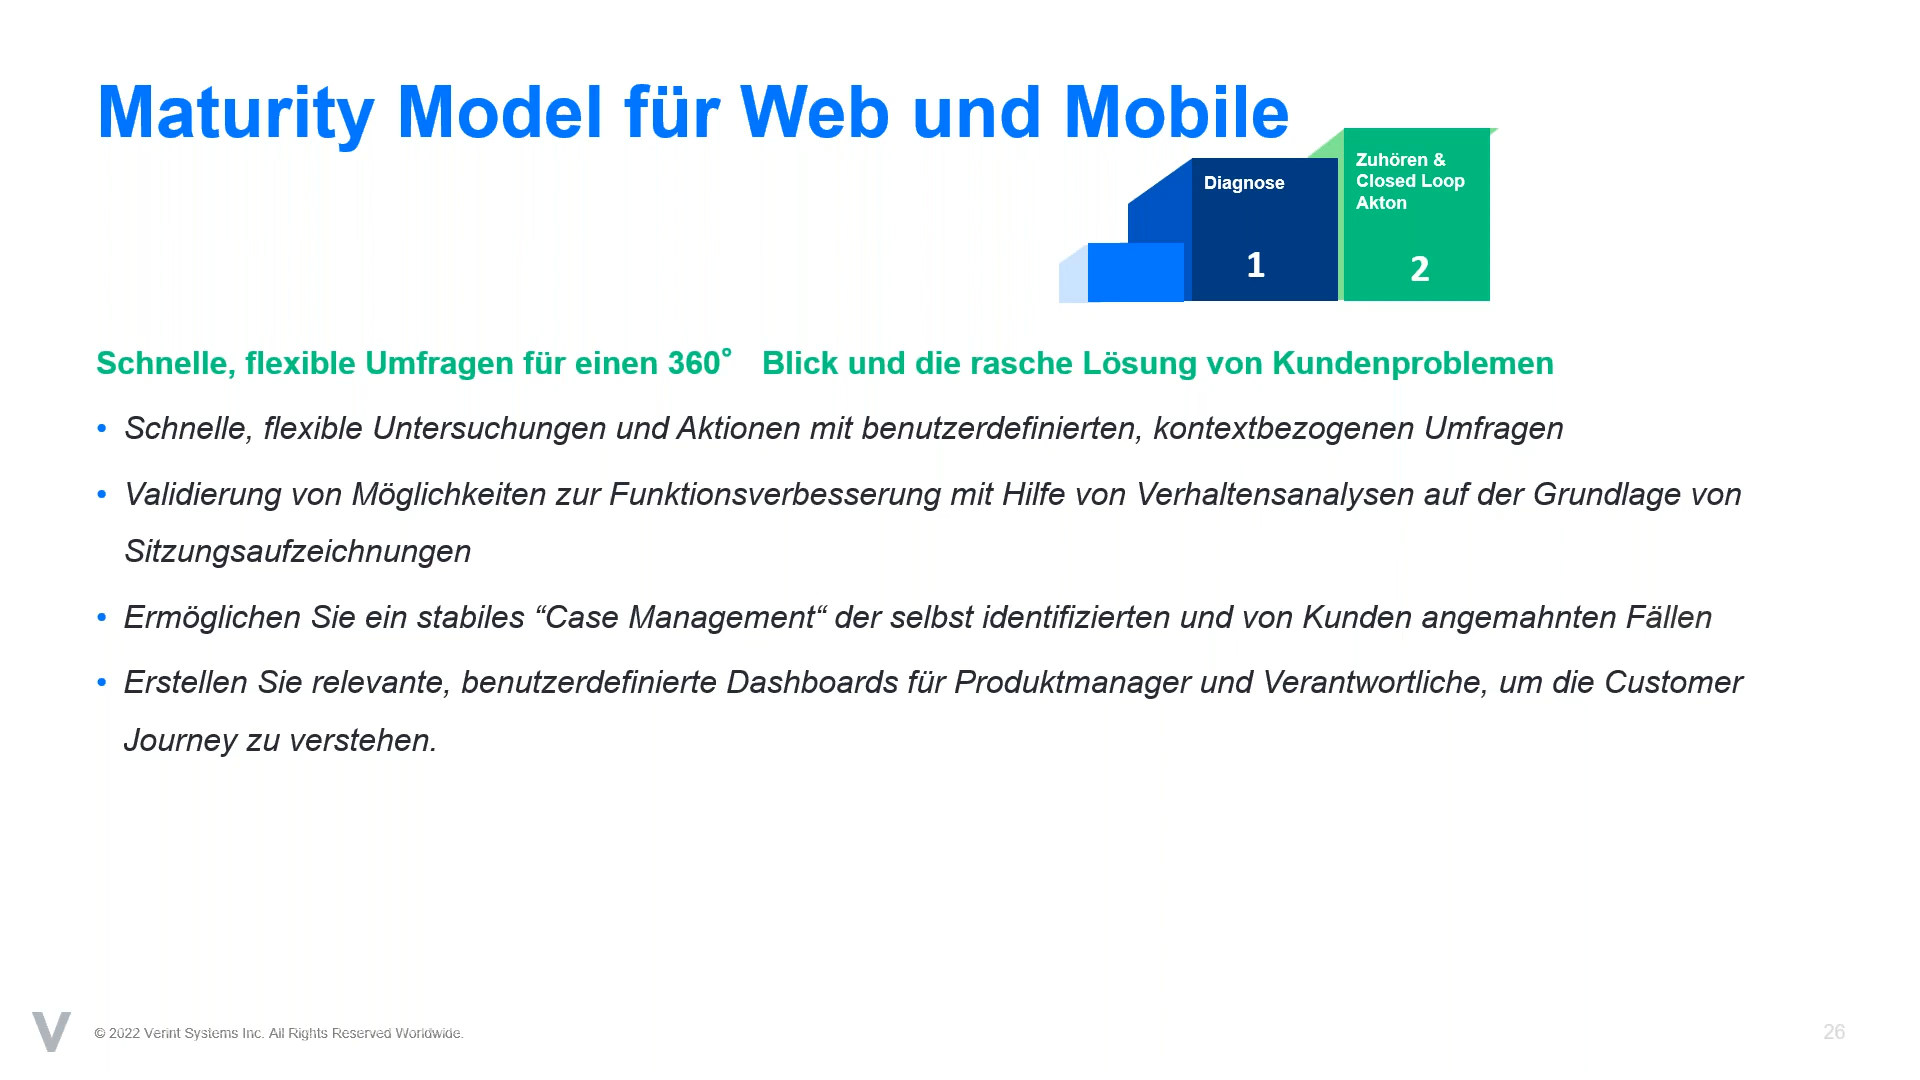 Maturity Model für Web und Mobile
Diagnose
1
Zuhören &
Closed Loop
Akton
2
Schnelle, flexible Umfragen für einen 360° Blick und die rasche Lösung von Kundenproblemen
• Schnelle, flexible Untersuchungen und Aktionen mit benutzerdefinierten, kontextbezogenen Umfragen
• Validierung von Möglichkeiten zur Funktionsverbesserung mit Hilfe von Verhaltensanalysen auf der Grundlage von
Sitzungsaufzeichnungen
• Ermöglichen Sie ein stabiles “Case Management“ der selbst identifizierten und von Kunden angemahnten Fällen
• Erstellen Sie relevante, benutzerdefinierte Dashboards für Produktmanager und Verantwortliche, um die Customer
Journey zu verstehen.
© 2022 Verint Systems Inc. All Rights Reserved Worldwide.
26